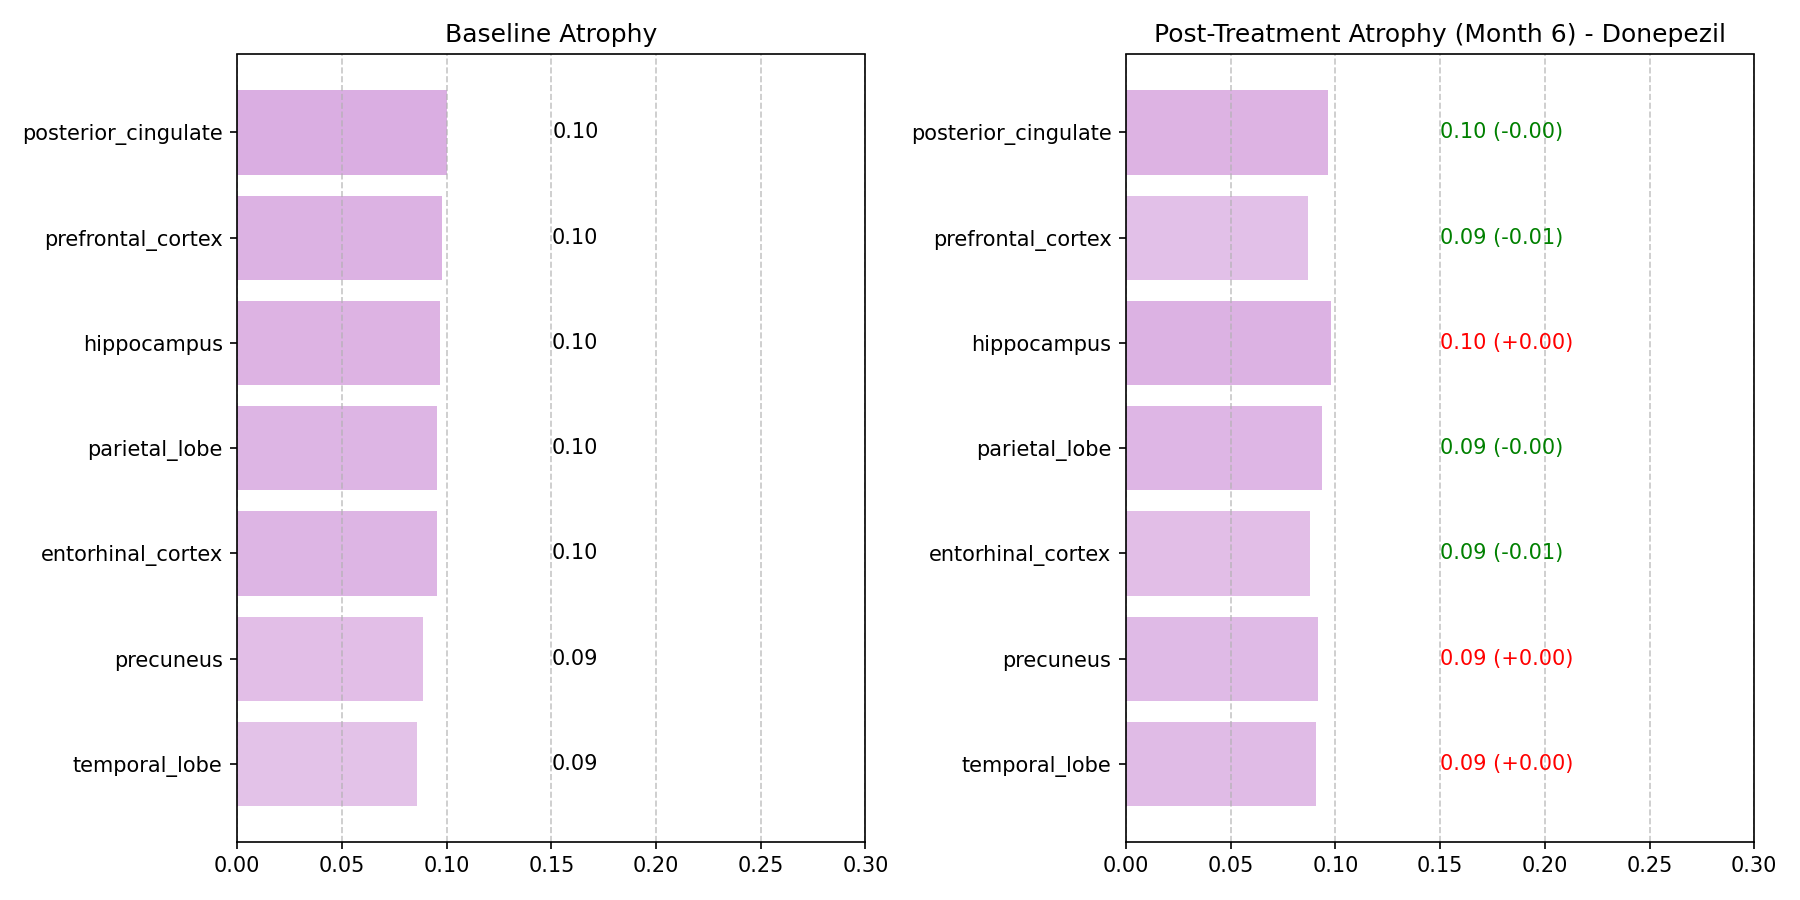 Baseline Atrophy
posterior_cingulate 0.10
prefrontal_cortex 0.10
hippocampus 0.10
parietal_lobe 0.10
entorhinal_cortex 0.10
precuneus 0.09
temporal_lobe 0.09
0.00 0.05 0.10 0.15 0.20 0.25 0.30
Post-Treatment Atrophy (Month 6) - Donepezil
posterior_cingulate 0.10 (-0.00)
prefrontal_cortex 0.09 (-0.01)
hippocampus 0.10 (+0.00)
parietal_lobe 0.09 (-0.00)
entorhinal_cortex 0.09 (-0.01)
precuneus 0.09 (+0.00)
temporal_lobe 0.09 (+0.00)
0.00 0.05 0.10 0.15 0.20 0.25 0.30